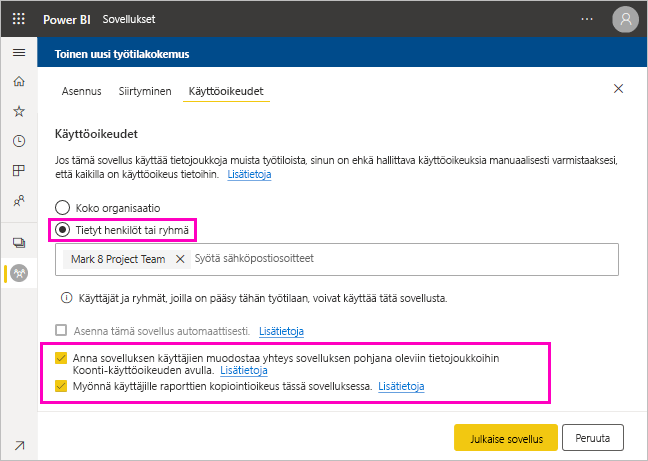 Power BI Sovellukset
Toinen uusi työtilakokemus
Asennus Siirtyminen Käyttöoikeudet
Käyttöoikeudet
Jos tämä sovellus käyttää tietojoukkoja muista työtiloista, sinun on ehkä hallittava käyttöoikeuksia manuaalisesti varmistaaksesi,
että kaikilla on käyttöoikeus tietoihin. Lisätietoja
Koko organisaatio
Tietyt henkilöt tai ryhmä
Mark 8 Project Team Syötä sähköpostiosoitteet
Käyttäjät ja ryhmät, joilla on pääsy tähän työtilaan, voivat käyttää tätä sovellusta.
Asenna tämä sovellus automaattisesti. Lisätietoja
Anna sovelluksen käyttäjien muodostaa yhteys sovelluksen pohjana oleviin tietojoukkoihin
Koonti-käyttöoikeuden avulla. Lisätietoja
Myönnä käyttäjille raporttien kopiointioikeus tässä sovelluksessa. Lisätietoja
Julkaise sovellus Peruuta